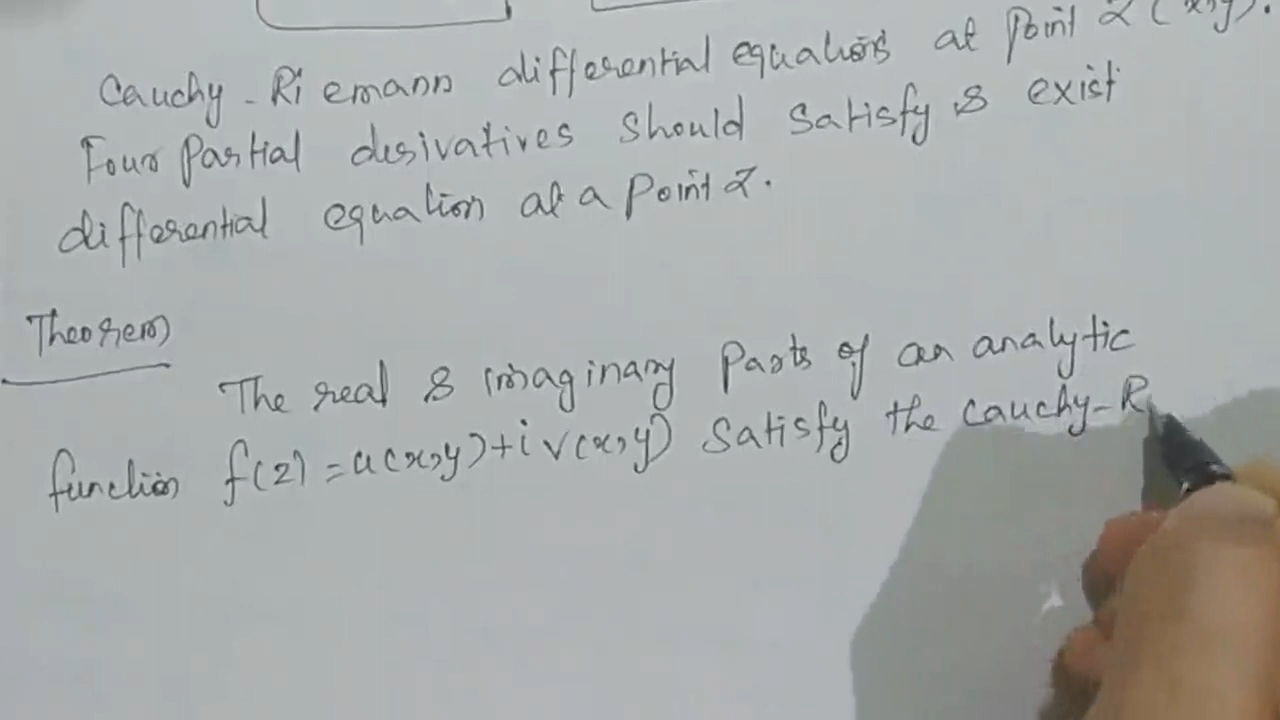 Cauchy-Riemann differential equations at point z(x,y).
Four Partial derivatives should satisfy & exist
differential equation at a point z.
Theorem
The real & imaginary parts of an analytic
function f(z) = u(x,y)+iv(x,y) satisfy the Cauchy-R